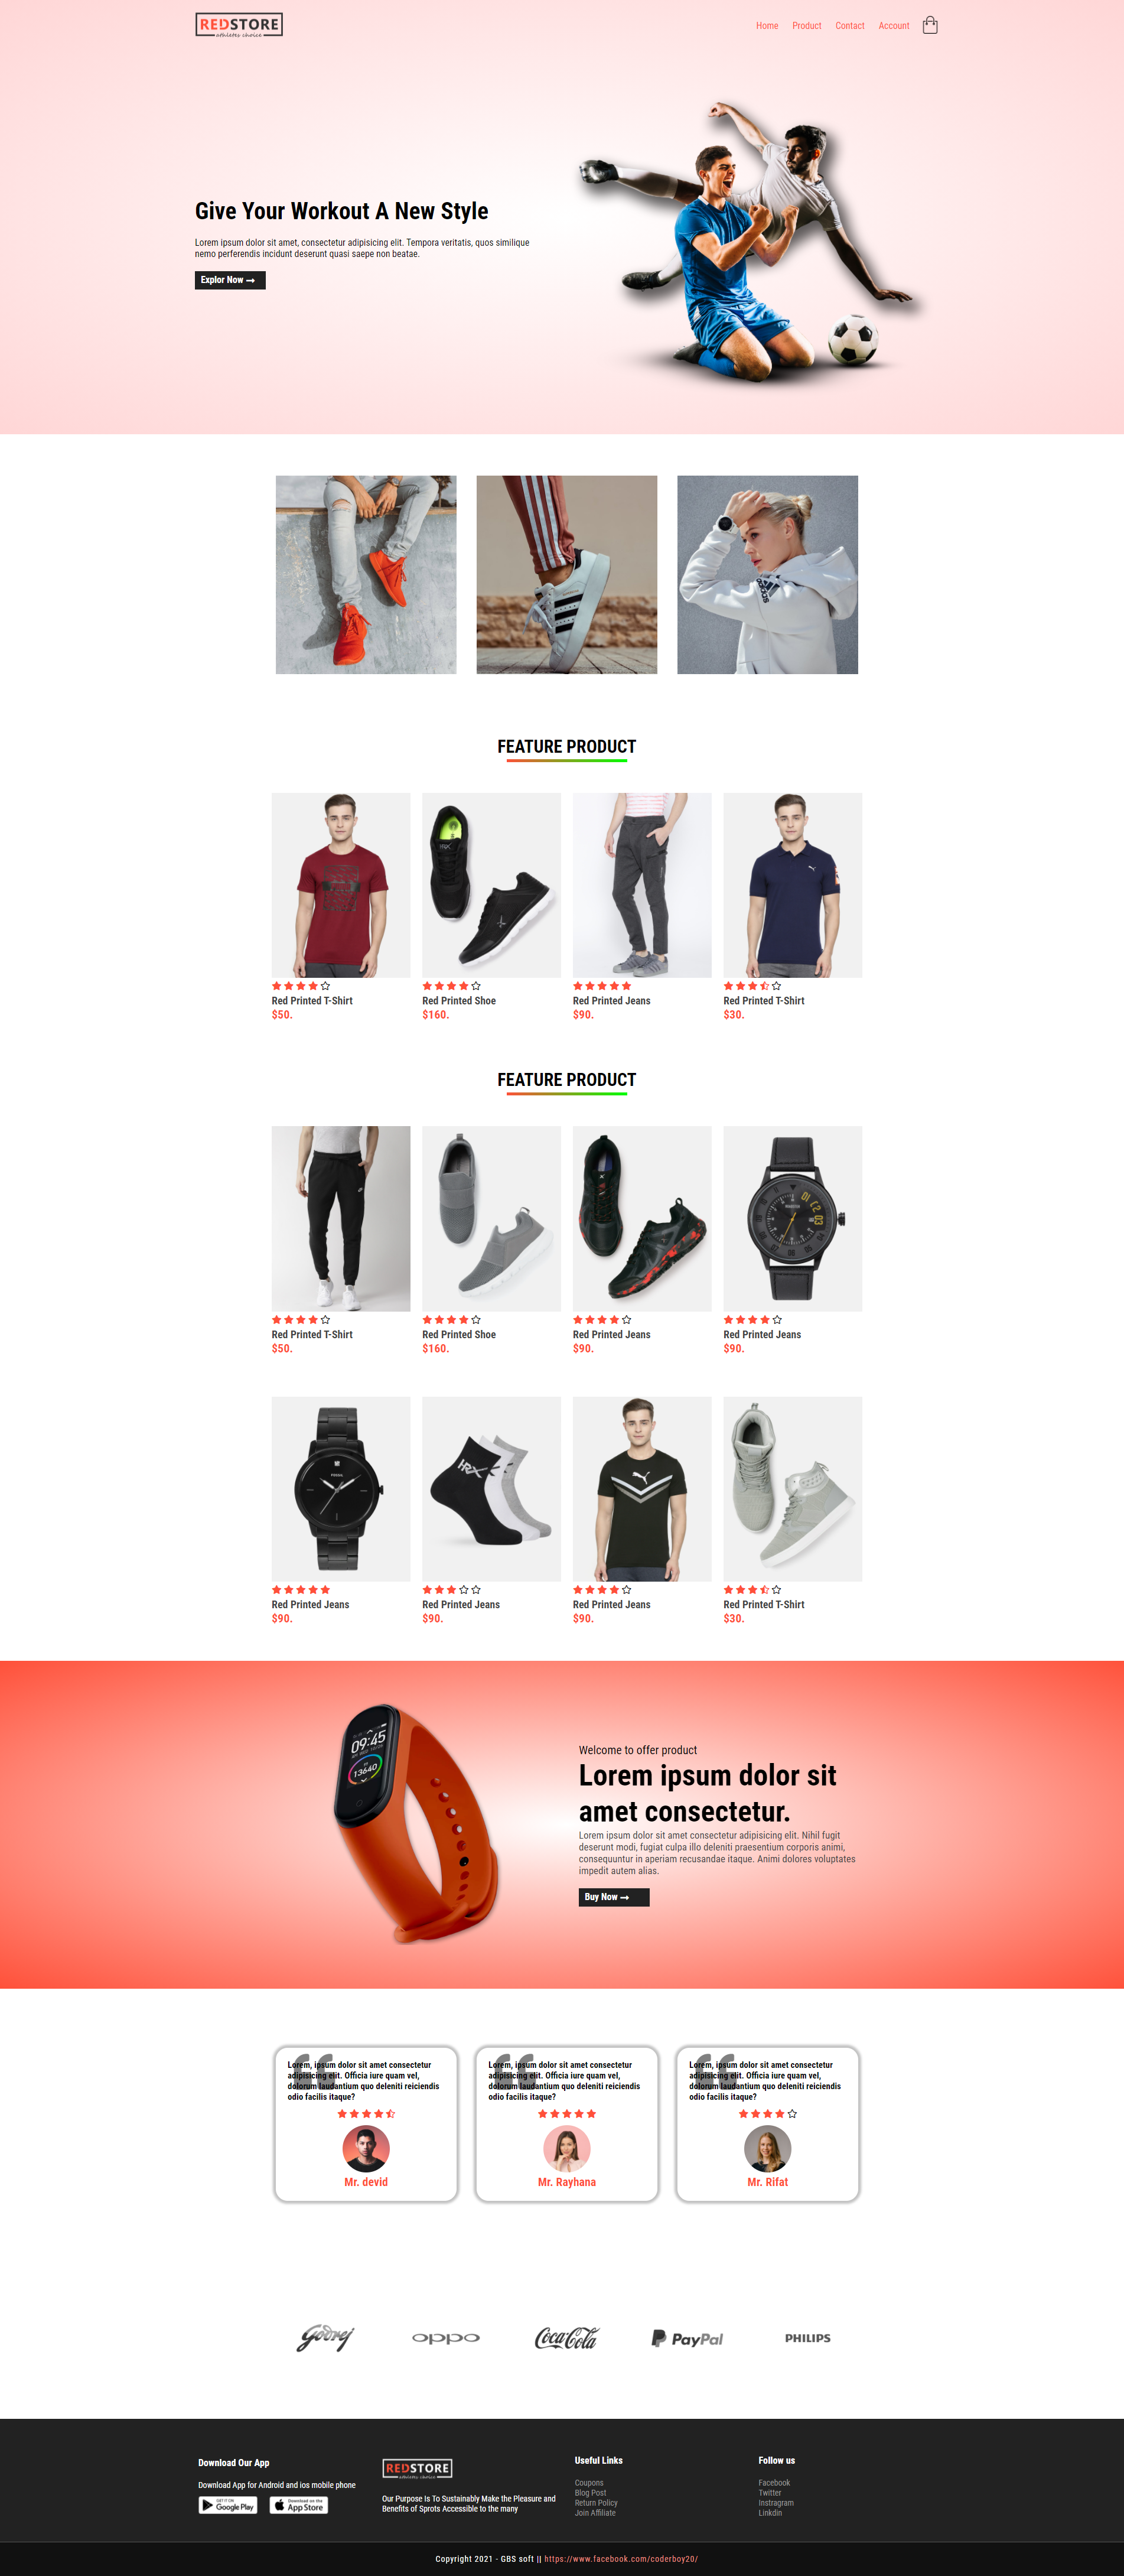 REDSTORE
athletes choice
Home Product Contact Account
Give Your Workout A New Style
Lorem ipsum dolor sit amet, consectetur adipisicing elit. Tempora veritatis, quos similique
nemo perferendis incidunt deserunt quasi saepe non beatae.
Explor Now
FEATURE PRODUCT
Red Printed T-Shirt
$50.
Red Printed Shoe
$160.
Red Printed Jeans
$90.
Red Printed T-Shirt
$30.
FEATURE PRODUCT
Red Printed T-Shirt
$50.
Red Printed Shoe
$160.
Red Printed Jeans
$90.
Red Printed Jeans
$90.
Red Printed Jeans
$90.
HRX
Red Printed Jeans
$90.
Red Printed Jeans
$90.
Red Printed T-Shirt
$30.
09:45
13640
Welcome to offer product
Lorem ipsum dolor sit
amet consectetur.
Lorem ipsum dolor sit amet consectetur adipisicing elit. Nihil fugit
deserunt modi, fugiat culpa illo deleniti praesentium corporis animi,
consequuntur in aperiam recusandae itaque. Animi dolores voluptates
impedit autem alias.
Buy Now
Lorem, ipsum dolor sit amet consectetur
adipisicing elit. Officia iure quam vel,
dolorum laudantium quo deleniti reiciendis
odio facilis itaque?
Mr. devid
Lorem, ipsum dolor sit amet consectetur
adipisicing elit. Officia iure quam vel,
dolorum laudantium quo deleniti reiciendis
odio facilis itaque?
Mr. Rayhana
Lorem, ipsum dolor sit amet consectetur
adipisicing elit. Officia iure quam vel,
dolorum laudantium quo deleniti reiciendis
odio facilis itaque?
Mr. Rifat
Godrej
oppo
Coca-Cola
PayPal
PHILIPS
Download Our App
Download App for Android and ios mobile phone
GET IT ON
Google Play
Download on the
App Store
REDSTORE
athletes choice
Our Purpose Is To Sustainably Make the Pleasure and
Benefits of Sprots Accessible to the many
Useful Links
Coupons
Blog Post
Return Policy
Join Affiliate
Follow us
Facebook
Twitter
Instragram
Linkdin
Copyright 2021 - GBS soft || https://www.facebook.com/coderboy20/